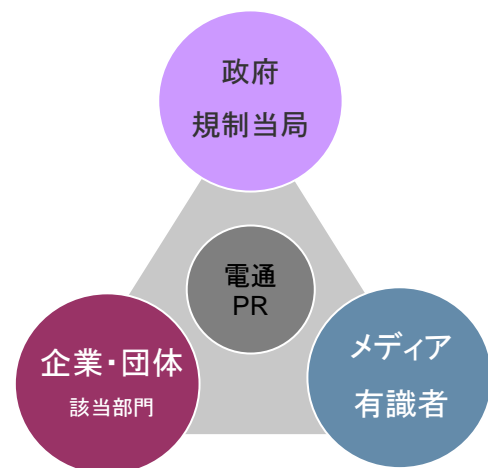 政府
規制当局
電通
PR
企業・団体
該当部門
メディア
有識者